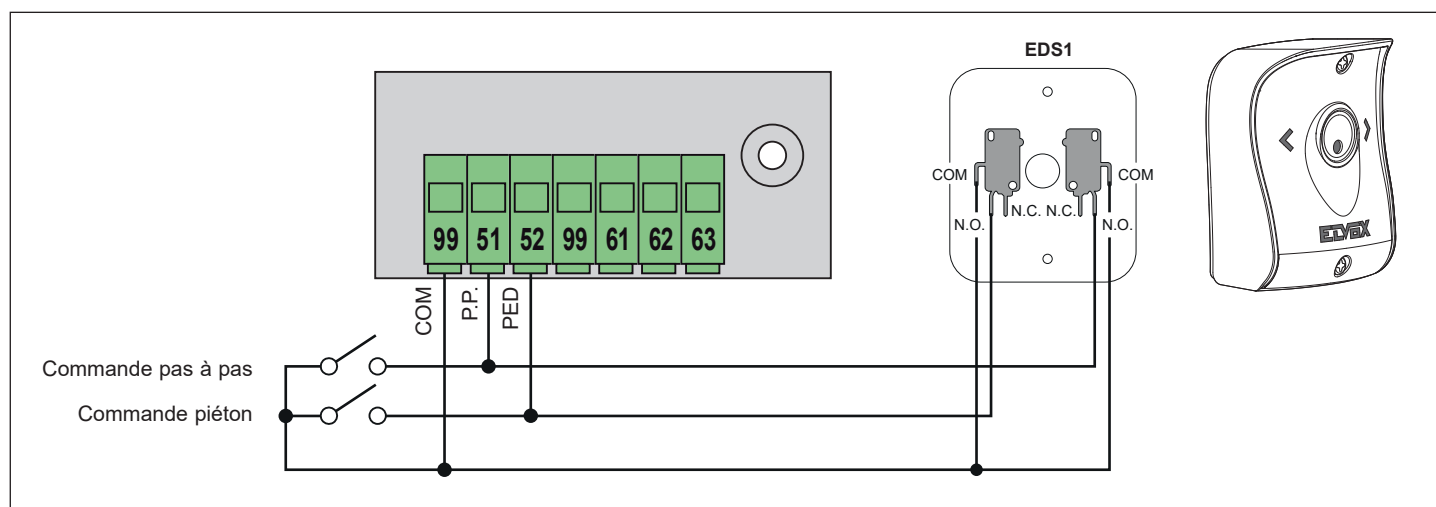 EDS1
COM
COM
N.O.
N.C.
N.C.
N.O.
ELVOX
99 51 52 99 61 62 63
COM
P.P.
PED
Commande pas à pas
Commande piéton